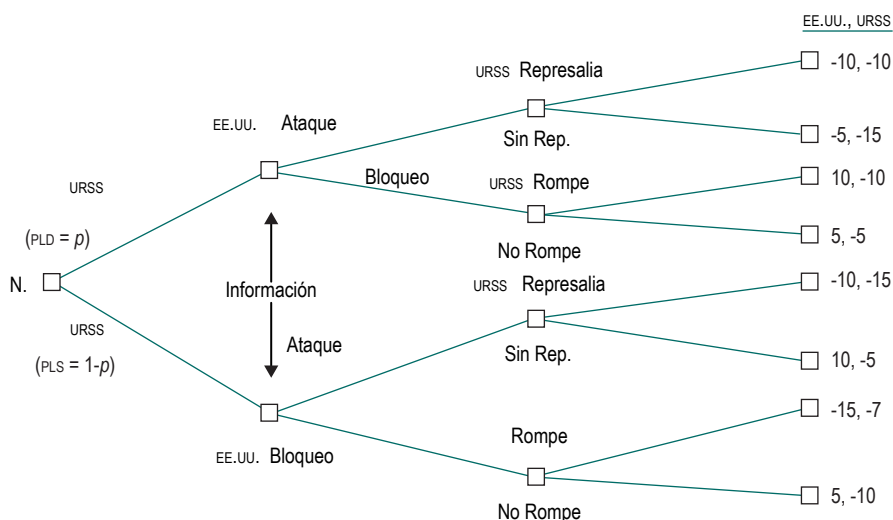 EE.UU., URSS
-10, -10
URSS Represalia
EE.UU. Ataque
Sin Rep.
-5, -15
Bloqueo
URSS Rompe
10, -10
URSS
(PLD = p)
No Rompe
5, -5
N.
Información
URSS Represalia
-10, -15
URSS
(PLS = 1-p)
Ataque
Sin Rep.
10, -5
Rompe
-15, -7
EE.UU. Bloqueo
No Rompe
5, -10